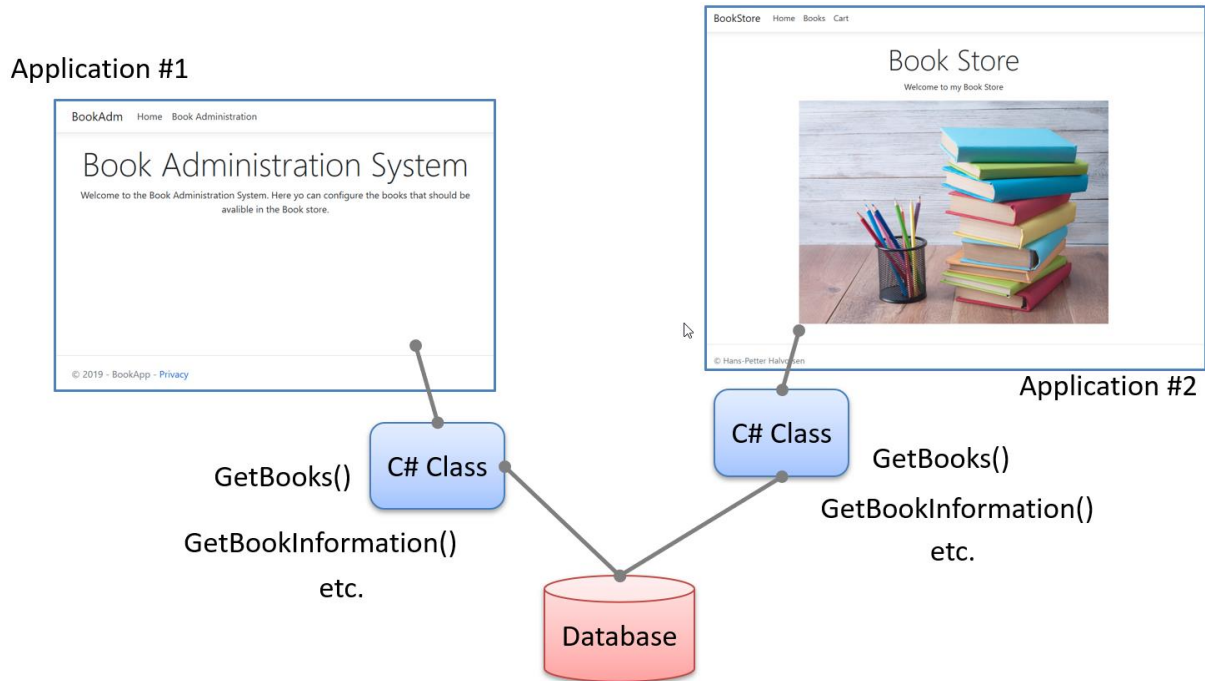 Application #1
BookAdm Home Book Administration
Book Administration System
Welcome to the Book Administration System. Here yo can configure the books that should be
avalible in the Book store.
© 2019 - BookApp - Privacy
BookStore Home Books Cart
Book Store
Welcome to my Book Store
© Hans-Petter Halvorsen
Application #2
C# Class
GetBooks()
GetBookInformation()
etc.
C# Class
GetBooks()
GetBookInformation()
etc.
Database